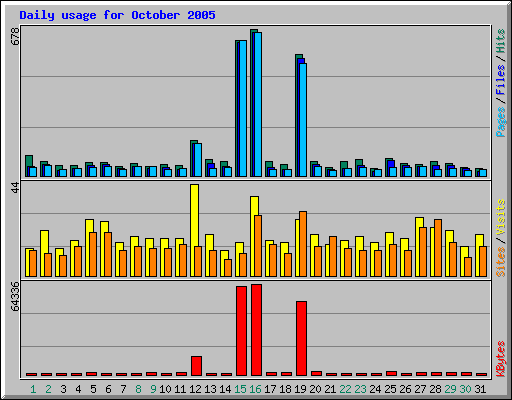 Daily usage for October 2005
678
Pages / Files / Hits
44
Sites / Visits
64336
KBytes
1 2 3 4 5 6 7 8 9 10 11 12 13 14 15 16 17 18 19 20 21 22 23 24 25 26 27 28 29 30 31